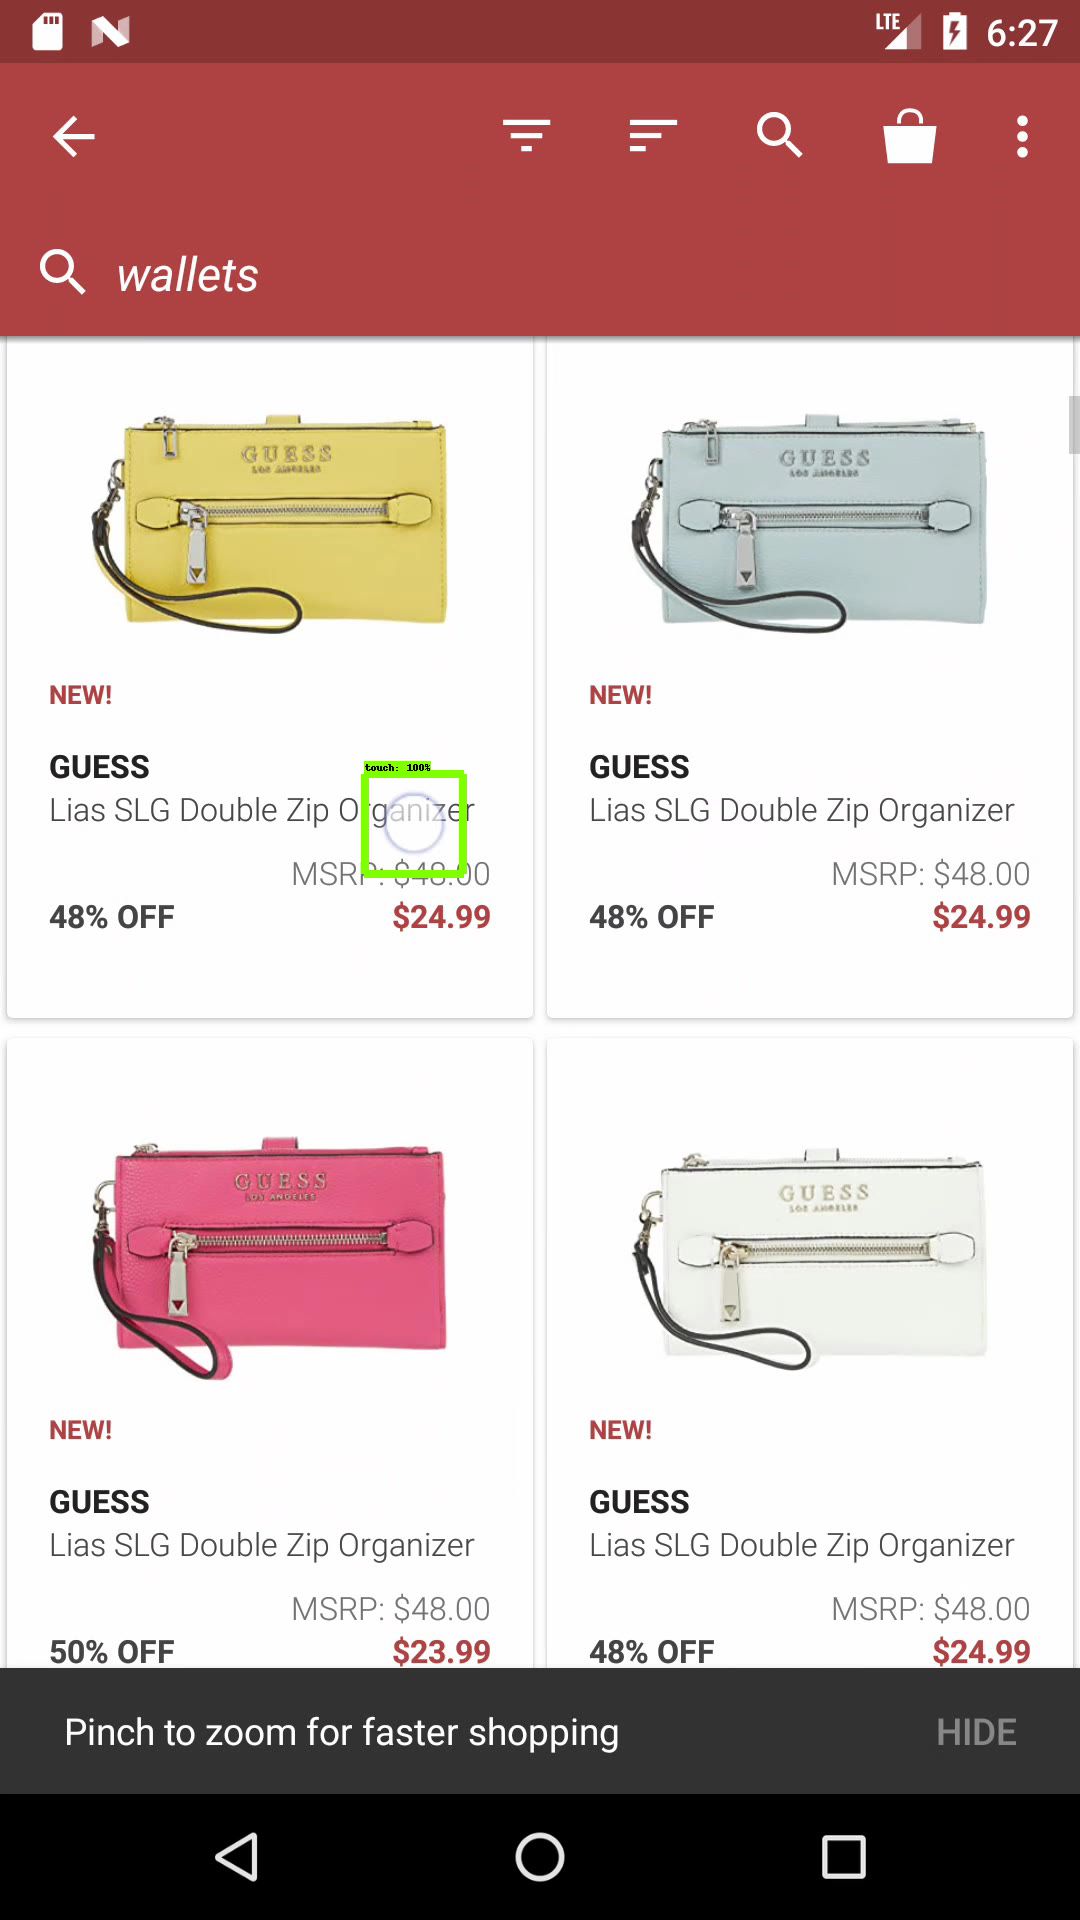 LTE
6:27
wallets
GUESS
LOS ANGELES
GUESS
LOS ANGELES
NEW!
NEW!
GUESS
Lias SLG Double Zip Organizer
MSRP: $48.00
48% OFF
$24.99
GUESS
Lias SLG Double Zip Organizer
MSRP: $48.00
48% OFF
$24.99
touch: 100%
GUESS
LOS ANGELES
GUESS
LOS ANGELES
NEW!
NEW!
GUESS
Lias SLG Double Zip Organizer
MSRP: $48.00
50% OFF
$23.99
GUESS
Lias SLG Double Zip Organizer
MSRP: $48.00
48% OFF
$24.99
Pinch to zoom for faster shopping
HIDE